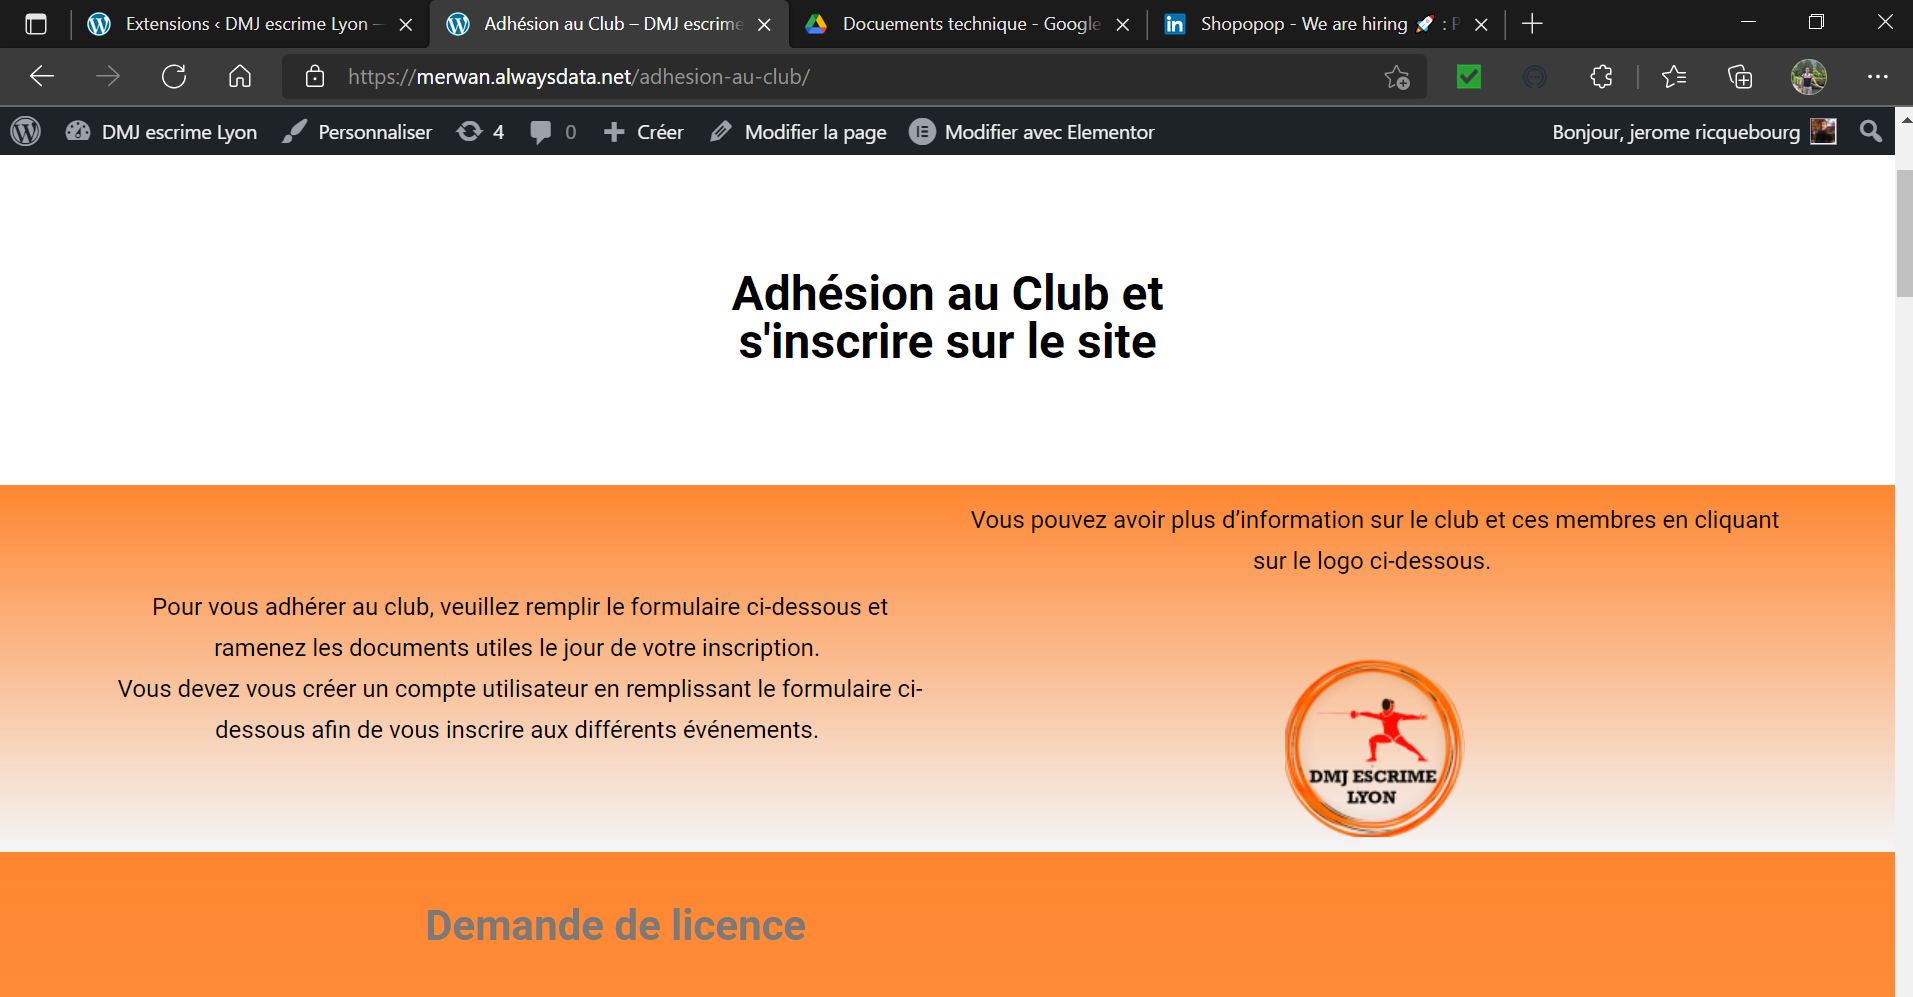 Extensions ‹ DMJ escrime Lyon —
Adhésion au Club – DMJ escrime
Docuements technique - Google
Shopopop - We are hiring 🚀 : P
https://merwan.alwaysdata.net/adhesion-au-club/
DMJ escrime Lyon
Personnaliser
4
0
Créer
Modifier la page
Modifier avec Elementor
Bonjour, jerome ricquebourg
Adhésion au Club et
s'inscrire sur le site
Pour vous adhérer au club, veuillez remplir le formulaire ci-dessous et
ramenez les documents utiles le jour de votre inscription.
Vous devez vous créer un compte utilisateur en remplissant le formulaire ci-
dessous afin de vous inscrire aux différents événements.
Vous pouvez avoir plus d’information sur le club et ces membres en cliquant
sur le logo ci-dessous.
DMJ ESCRIME
LYON
Demande de licence